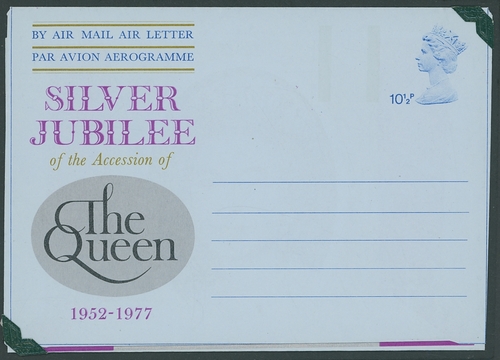 BY AIR MAIL AIR LETTER
PAR AVION AEROGRAMME
SILVER
JUBILEE
of the Accession of
The
Queen
1952-1977
10½P